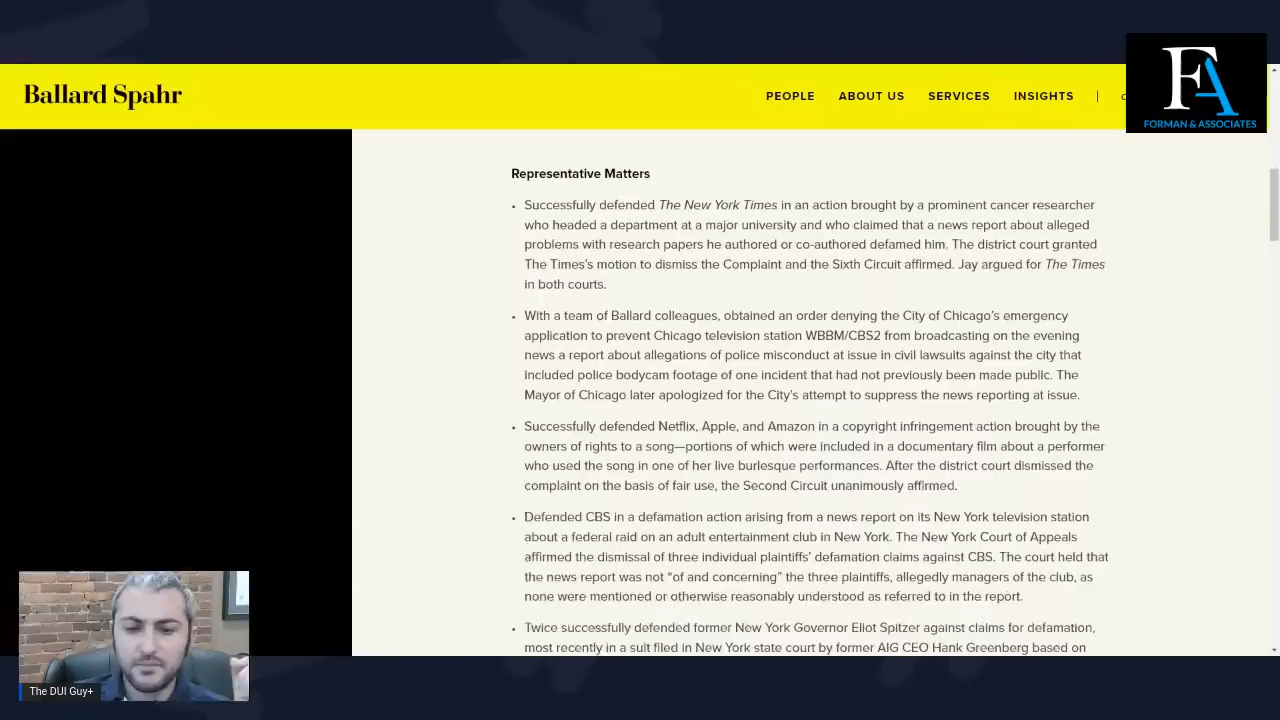 Ballard Spahr
PEOPLE ABOUT US SERVICES INSIGHTS |
FA
FORMAN & ASSOCIATES
Representative Matters
• Successfully defended The New York Times in an action brought by a prominent cancer researcher
who headed a department at a major university and who claimed that a news report about alleged
problems with research papers he authored or co-authored defamed him. The district court granted
The Times’s motion to dismiss the Complaint and the Sixth Circuit affirmed. Jay argued for The Times
in both courts.
• With a team of Ballard colleagues, obtained an order denying the City of Chicago’s emergency
application to prevent Chicago television station WBBM/CBS2 from broadcasting on the evening
news a report about allegations of police misconduct at issue in civil lawsuits against the city that
included police bodycam footage of one incident that had not previously been made public. The
Mayor of Chicago later apologized for the City’s attempt to suppress the news reporting at issue.
• Successfully defended Netflix, Apple, and Amazon in a copyright infringement action brought by the
owners of rights to a song—portions of which were included in a documentary film about a performer
who used the song in one of her live burlesque performances. After the district court dismissed the
complaint on the basis of fair use, the Second Circuit unanimously affirmed.
• Defended CBS in a defamation action arising from a news report on its New York television station
about a federal raid on an adult entertainment club in New York. The New York Court of Appeals
affirmed the dismissal of three individual plaintiffs’ defamation claims against CBS. The court held that
the news report was not “of and concerning” the three plaintiffs, allegedly managers of the club, as
none were mentioned or otherwise reasonably understood as referred to in the report.
• Twice successfully defended former New York Governor Eliot Spitzer against claims for defamation,
most recently in a suit filed in New York state court by former AIG CEO Hank Greenberg based on
The DUI Guy+